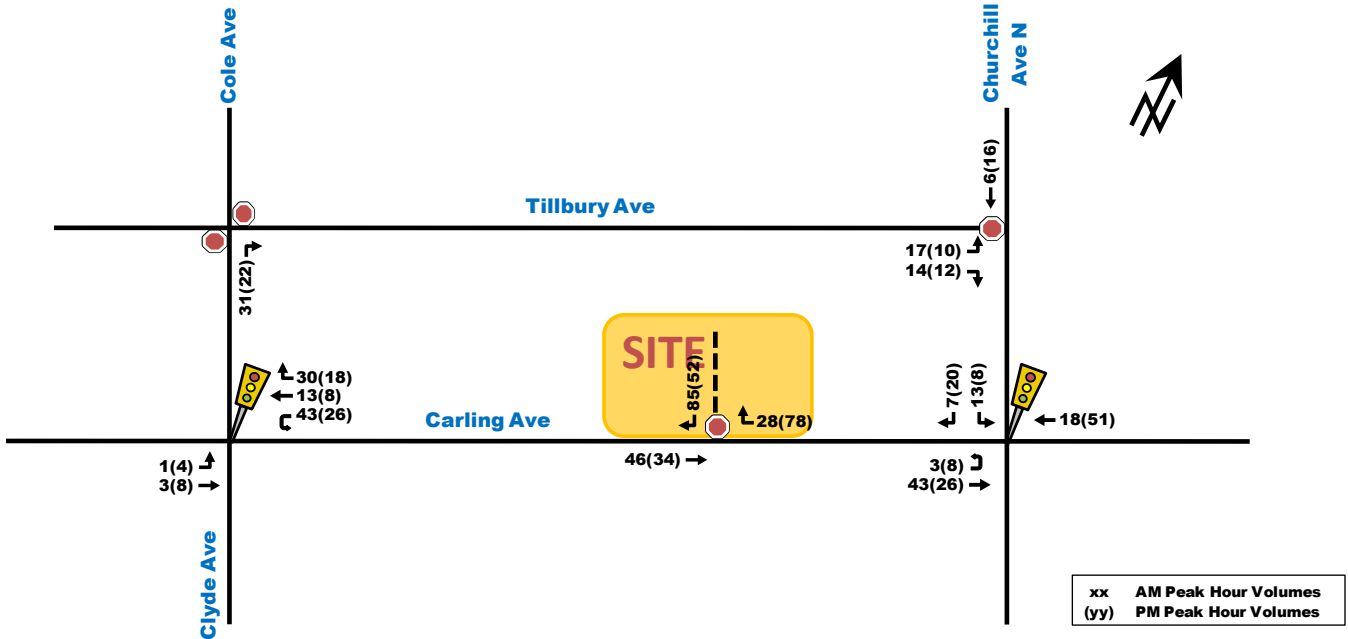 Cole Ave
Churchill
Ave N
6(16)
Tillbury Ave
17(10)
14(12)
31(22)
SITE
85(52)
28(78)
30(18)
13(8)
43(26)
7(20)
13(8)
18(51)
Carling Ave
1(4)
3(8)
46(34)
3(8)
43(26)
Clyde Ave
xx AM Peak Hour Volumes
(yy) PM Peak Hour Volumes